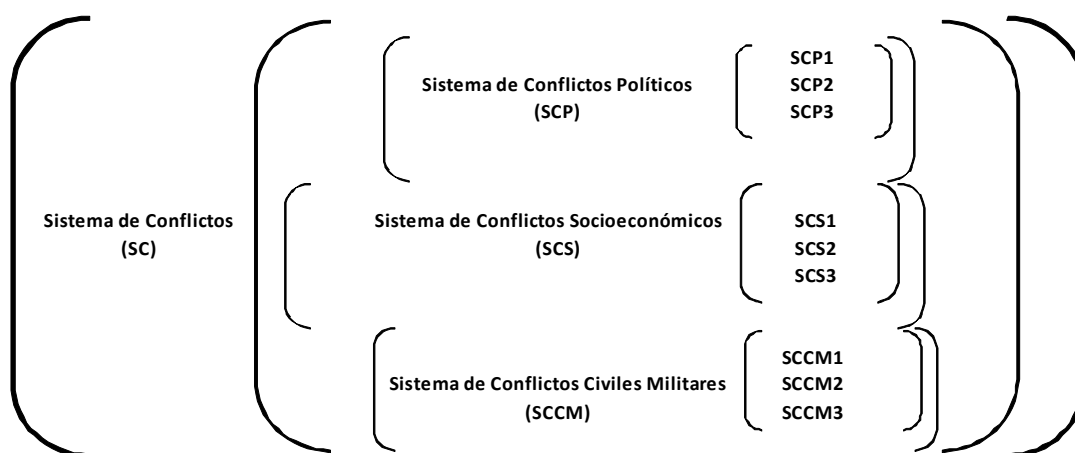 Sistema de Conflictos
(SC)
Sistema de Conflictos Políticos
(SCP)
SCP1
SCP2
SCP3
Sistema de Conflictos Socioeconómicos
(SCS)
SCS1
SCS2
SCS3
Sistema de Conflictos Civiles Militares
(SCCM)
SCCM1
SCCM2
SCCM3